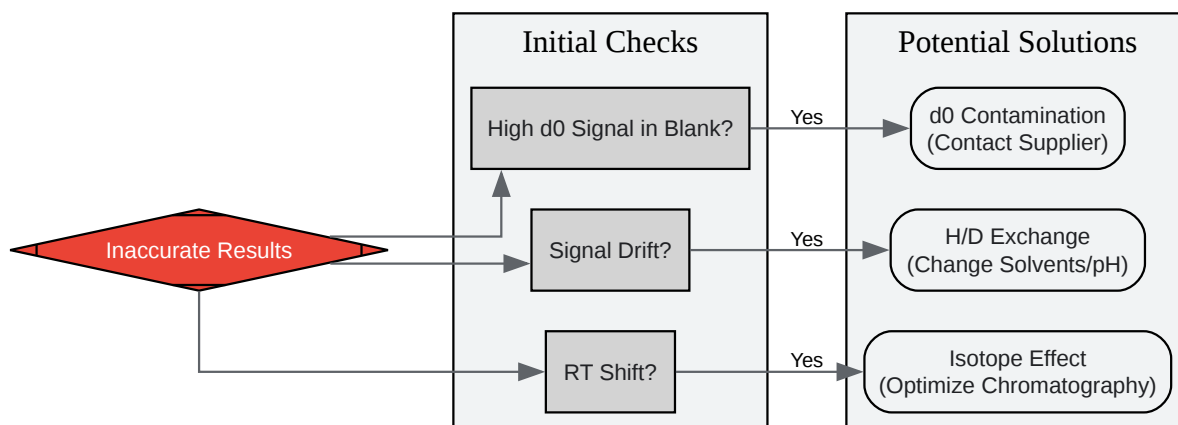 Initial Checks
Potential Solutions
High d0 Signal in Blank?
Yes
d0 Contamination
(Contact Supplier)
Inaccurate Results
Signal Drift?
Yes
H/D Exchange
(Change Solvents/pH)
RT Shift?
Yes
Isotope Effect
(Optimize Chromatography)